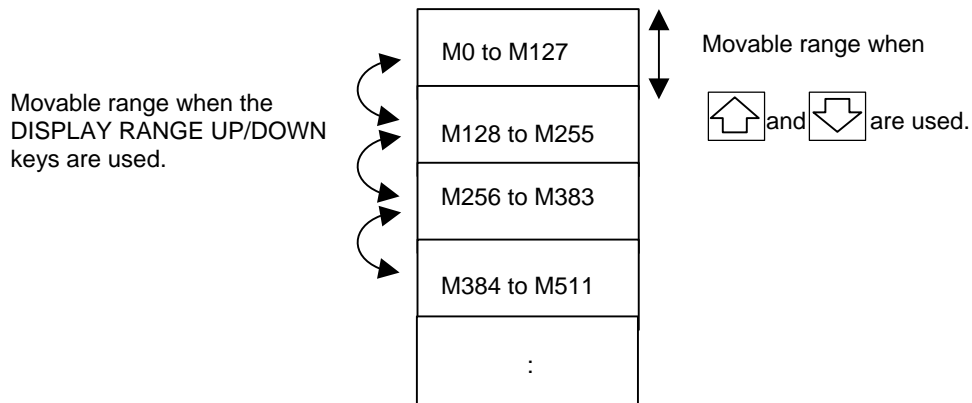 Movable range when the
DISPLAY RANGE UP/DOWN
keys are used.
M0 to M127
M128 to M255
M256 to M383
M384 to M511
:
Movable range when
and are used.